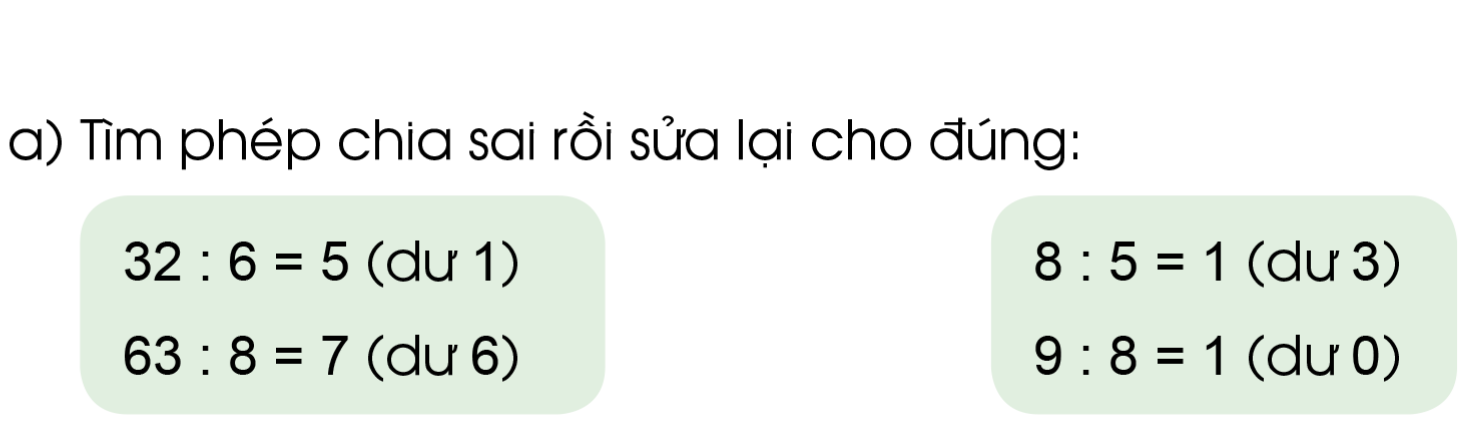 a) Tìm phép chia sai rồi sửa lại cho đúng:
32 : 6 = 5 (dư 1)
63 : 8 = 7 (dư 6)
8 : 5 = 1 (dư 3)
9 : 8 = 1 (dư 0)